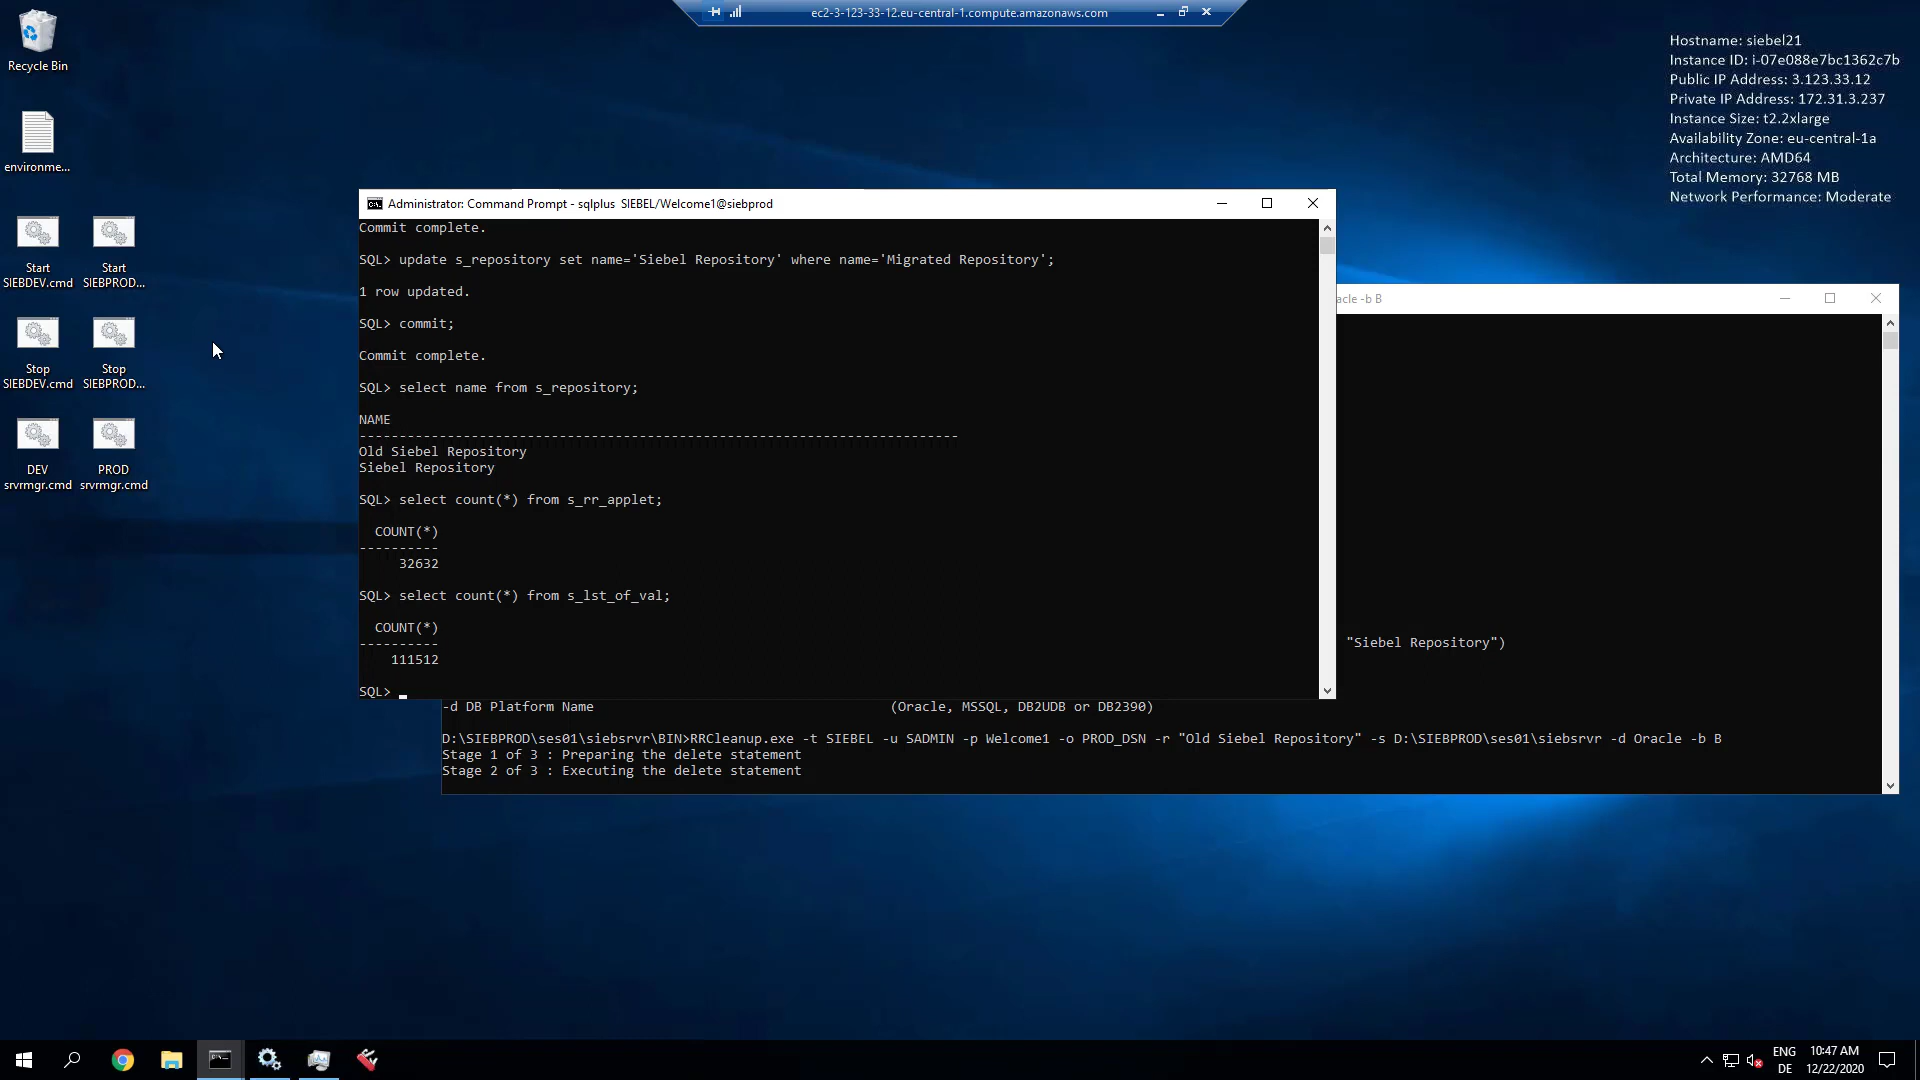 ec2-3-123-33-12.eu-central-1.compute.amazonaws.com
Hostname: siebel21
Instance ID: i-07e088e7bc1362c7b
Public IP Address: 3.123.33.12
Private IP Address: 172.31.3.237
Instance Size: t2.2xlarge
Availability Zone: eu-central-1a
Architecture: AMD64
Total Memory: 32768 MB
Network Performance: Moderate
Recycle Bin
environme...
Start SIEBDEV.cmd
Start SIEBPROD...
Stop SIEBDEV.cmd
Stop SIEBPROD...
DEV srvrmgr.cmd
PROD srvrmgr.cmd
Administrator: Command Prompt - sqlplus SIEBEL/Welcome1@siebprod
Commit complete.
SQL> update s_repository set name='Siebel Repository' where name='Migrated Repository';
1 row updated.
SQL> commit;
Commit complete.
SQL> select name from s_repository;
NAME
---------------------------------------------------------------------------
Old Siebel Repository
Siebel Repository
SQL> select count(*) from s_rr_applet;
COUNT(*)
----------
32632
SQL> select count(*) from s_lst_of_val;
COUNT(*)
----------
111512
SQL>
acle -b B
"Siebel Repository")
-d DB Platform Name (Oracle, MSSQL, DB2UDB or DB2390)
D:\SIEBPROD\ses01\siebsrvr\BIN>RRCleanup.exe -t SIEBEL -u SADMIN -p Welcome1 -o PROD_DSN -r "Old Siebel Repository" -s D:\SIEBPROD\ses01\siebsrvr -d Oracle -b B
Stage 1 of 3 : Preparing the delete statement
Stage 2 of 3 : Executing the delete statement
ENG
DE
10:47 AM
12/22/2020